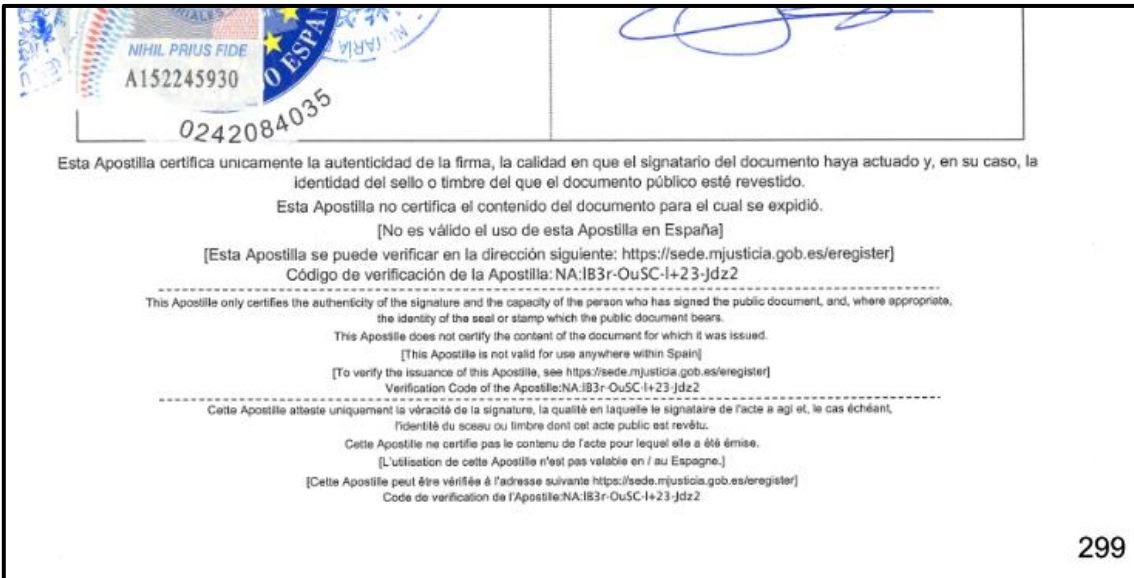 NIHIL PRIUS FIDE
A152245930
0242084035
Esta Apostilla certifica unicamente la autenticidad de la firma, la calidad en que el signatario del documento haya actuado y, en su caso, la
identidad del sello o timbre del que el documento público esté revestido.
Esta Apostilla no certifica el contenido del documento para el cual se expidió.
[No es válido el uso de esta Apostilla en España]
[Esta Apostilla se puede verificar en la dirección siguiente: https://sede.mjusticia.gob.es/eregister]
Código de verificación de la Apostilla: NA:lB3r-OuSC-l+23-Jdz2
This Apostille only certifies the authenticity of the signature and the capacity of the person who has signed the public document, and, where appropriate,
the identity of the seal or stamp which the public document bears.
This Apostille does not certify the content of the document for which it was issued.
[This Apostille is not valid for use anywhere within Spain]
[To verify the issuance of this Apostille, see https://sede.mjusticia.gob.es/eregister]
Verification Code of the Apostille:NA:lB3r-OuSC-l+23-Jdz2
Cette Apostille atteste uniquement la véracité de la signature, la qualité en laquelle le signataire de l'acte a agi et, le cas échéant,
l'identité du sceau ou timbre dont cet acte public est revêtu.
Cette Apostille ne certifie pas le contenu de l'acte pour lequel elle a été émise.
[L'utilisation de cette Apostille n'est pas valable en / au Espagne.]
[Cette Apostille peut être vérifiée à l'adresse suivante https://sede.mjusticia.gob.es/eregister]
Code de verification de l'Apostille:NA:lB3r-OuSC-l+23-Jdz2
299